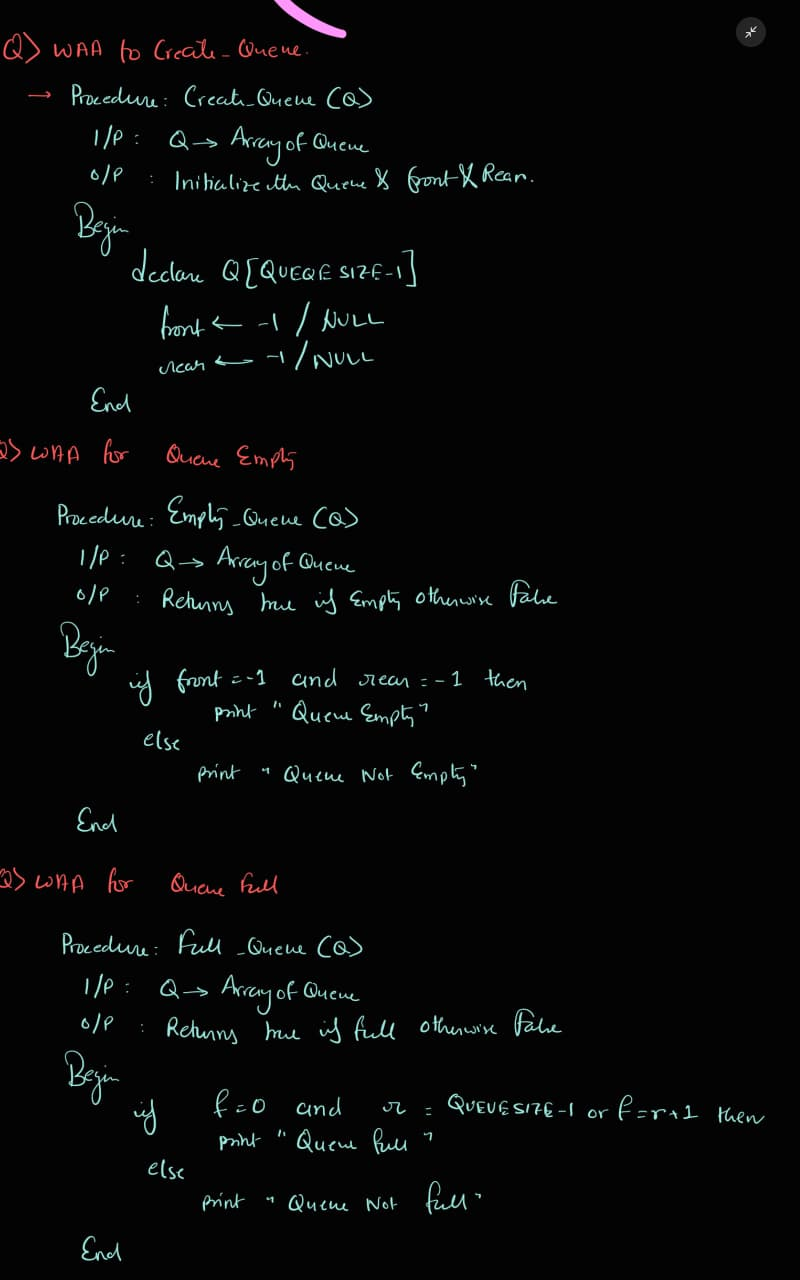 Q> WAA to Create_Queue.
→ Procedure: Create_Queue (Q)
I/P : Q → Array of Queue
O/P : Initialize the Queue & front & Rear.
Begin
declare Q[QUEQE SIZE-1]
front ← -1 / NULL
rear ← -1 / NULL
End
Q> WAA for Queue Empty
Procedure: Empty_Queue (Q)
I/P : Q → Array of Queue
O/P : Returns true if Empty otherwise False
Begin
if front = -1 and rear = -1 then
print "Queue Empty"
else
print "Queue Not Empty"
End
Q> WAA for Queue Full
Procedure: Full_Queue (Q)
I/P : Q → Array of Queue
O/P : Returns true if full otherwise False
Begin
if f=0 and r = QUEUESIZE-1 or f=r+1 then
print "Queue full"
else
print "Queue Not full"
End